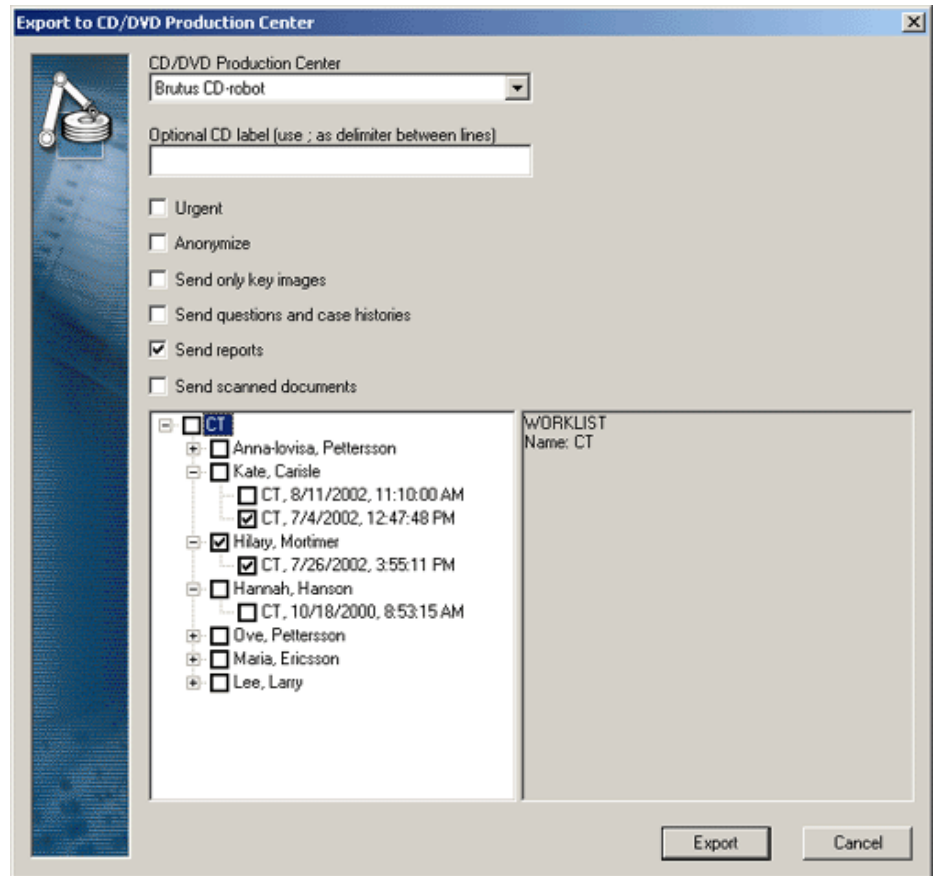 Export to CD/DVD Production Center
CD/DVD Production Center
Brutus CD-robot
Optional CD label (use ; as delimiter between lines)
Urgent
Anonymize
Send only key images
Send questions and case histories
Send reports
Send scanned documents
CT
Anna-lovisa, Pettersson
Kate, Carisle
CT, 8/11/2002, 11:10:00 AM
CT, 7/4/2002, 12:47:48 PM
Hilary, Mortimer
CT, 7/26/2002, 3:55:11 PM
Hannah, Hanson
CT, 10/18/2000, 8:53:15 AM
Ove, Pettersson
Maria, Ericsson
Lee, Larry
WORKLIST
Name: CT
Export
Cancel